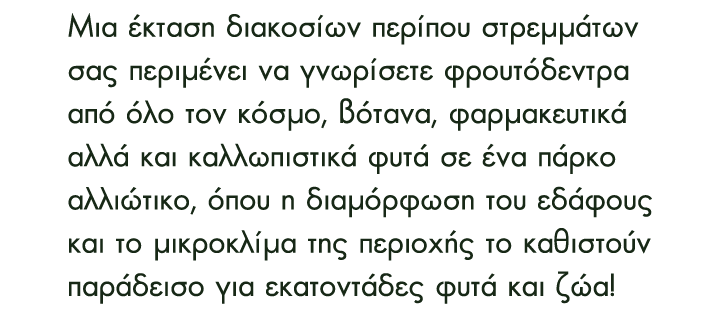 Μια έκταση διακοσίων περίπου στρεμμάτων
σας περιμένει να γνωρίσετε φρουτόδεντρα
από όλο τον κόσμο, βότανα, φαρμακευτικά
αλλά και καλλωπιστικά φυτά σε ένα πάρκο
αλλιώτικο, όπου η διαμόρφωση του εδάφους
και το μικροκλίμα της περιοχής το καθιστούν
παράδεισο για εκατοντάδες φυτά και ζώα!